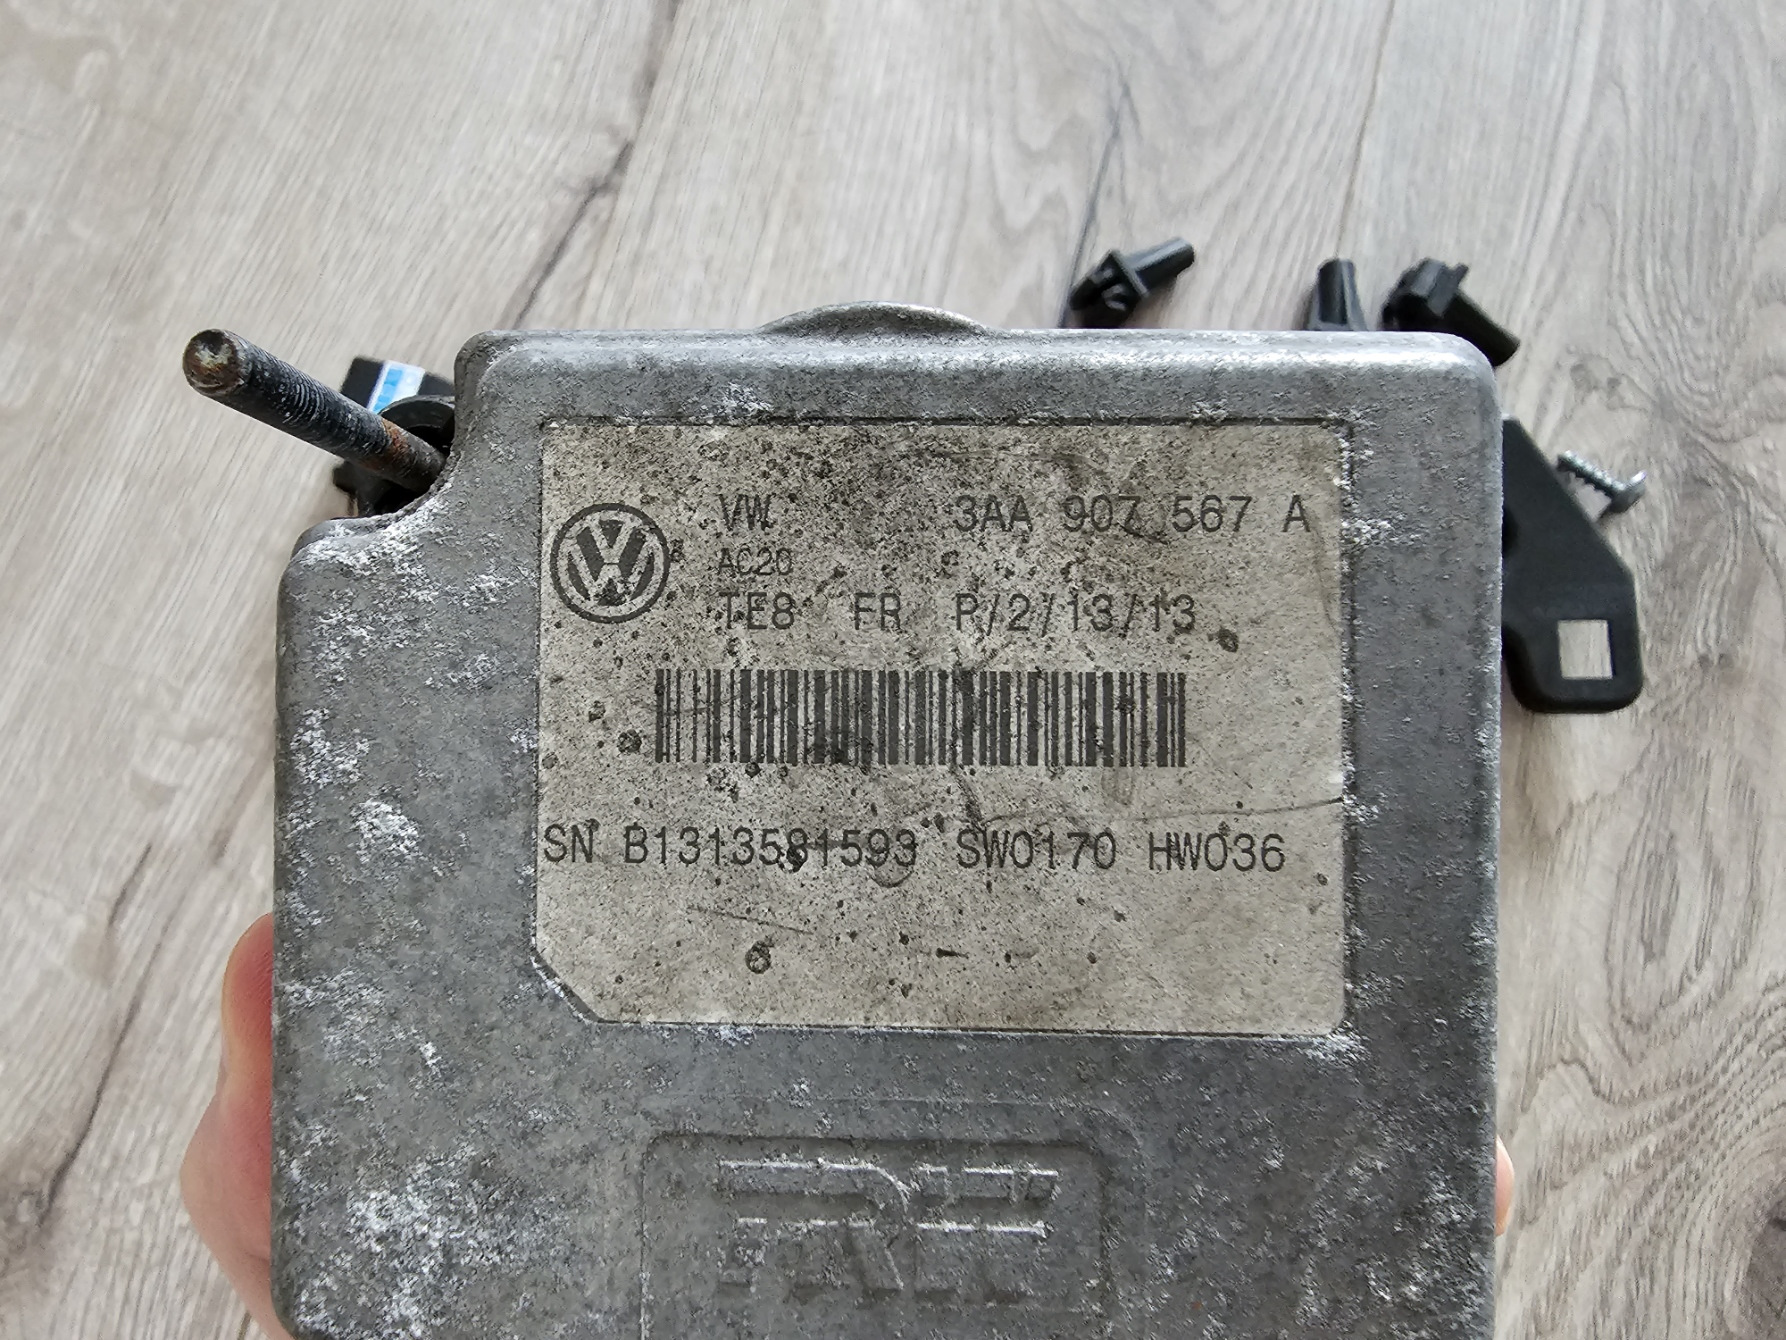 VW 3AA 907 567 A
AC20
TE8 FR P/2/13/13
SN B1313581593 SW0170 HW036
TRW